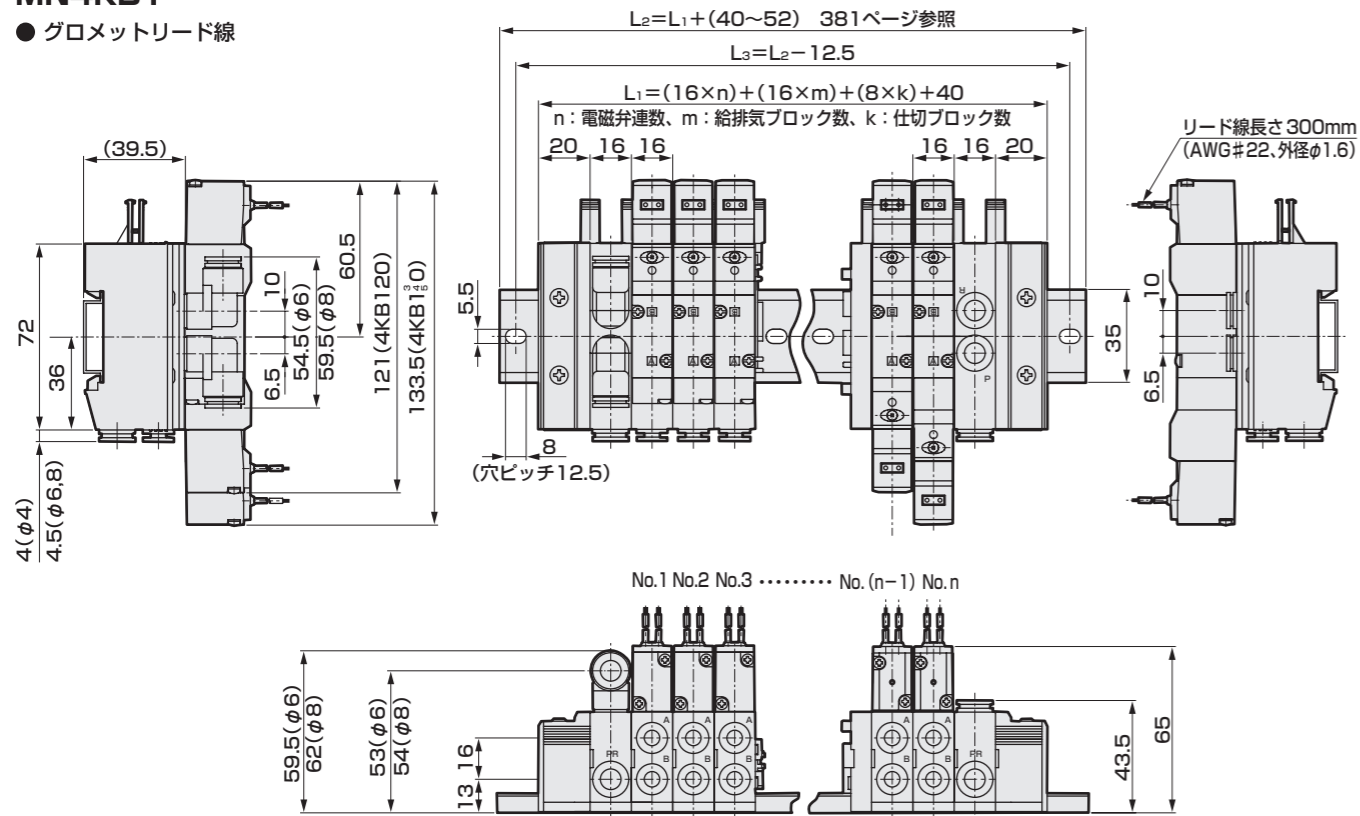 ● グロメットリード線
L₂=L₁+(40～52) 381ページ参照
L₃=L₂−12.5
L₁=(16×n)+(16×m)+(8×k)+40
n：電磁弁連数、m：給排気ブロック数、k：仕切ブロック数
20 16 16
16 16 20
リード線長さ300mm
(AWG♯22、外径φ1.6)
(39.5)
72
36
4(φ4)
4.5(φ6,8)
10
6.5
54.5(φ6)
59.5(φ8)
60.5
121(4KB120)
133.5(4KB1³⁴₅0)
5.5
8
(穴ピッチ12.5)
35
R
P
B B B B B
A A A A A
10
6.5
No.1 No.2 No.3 ········· No.(n−1) No.n
59.5(φ6)
62(φ8)
53(φ6)
54(φ8)
16
13
A A A A A
PR B B B B B PR
43.5
65